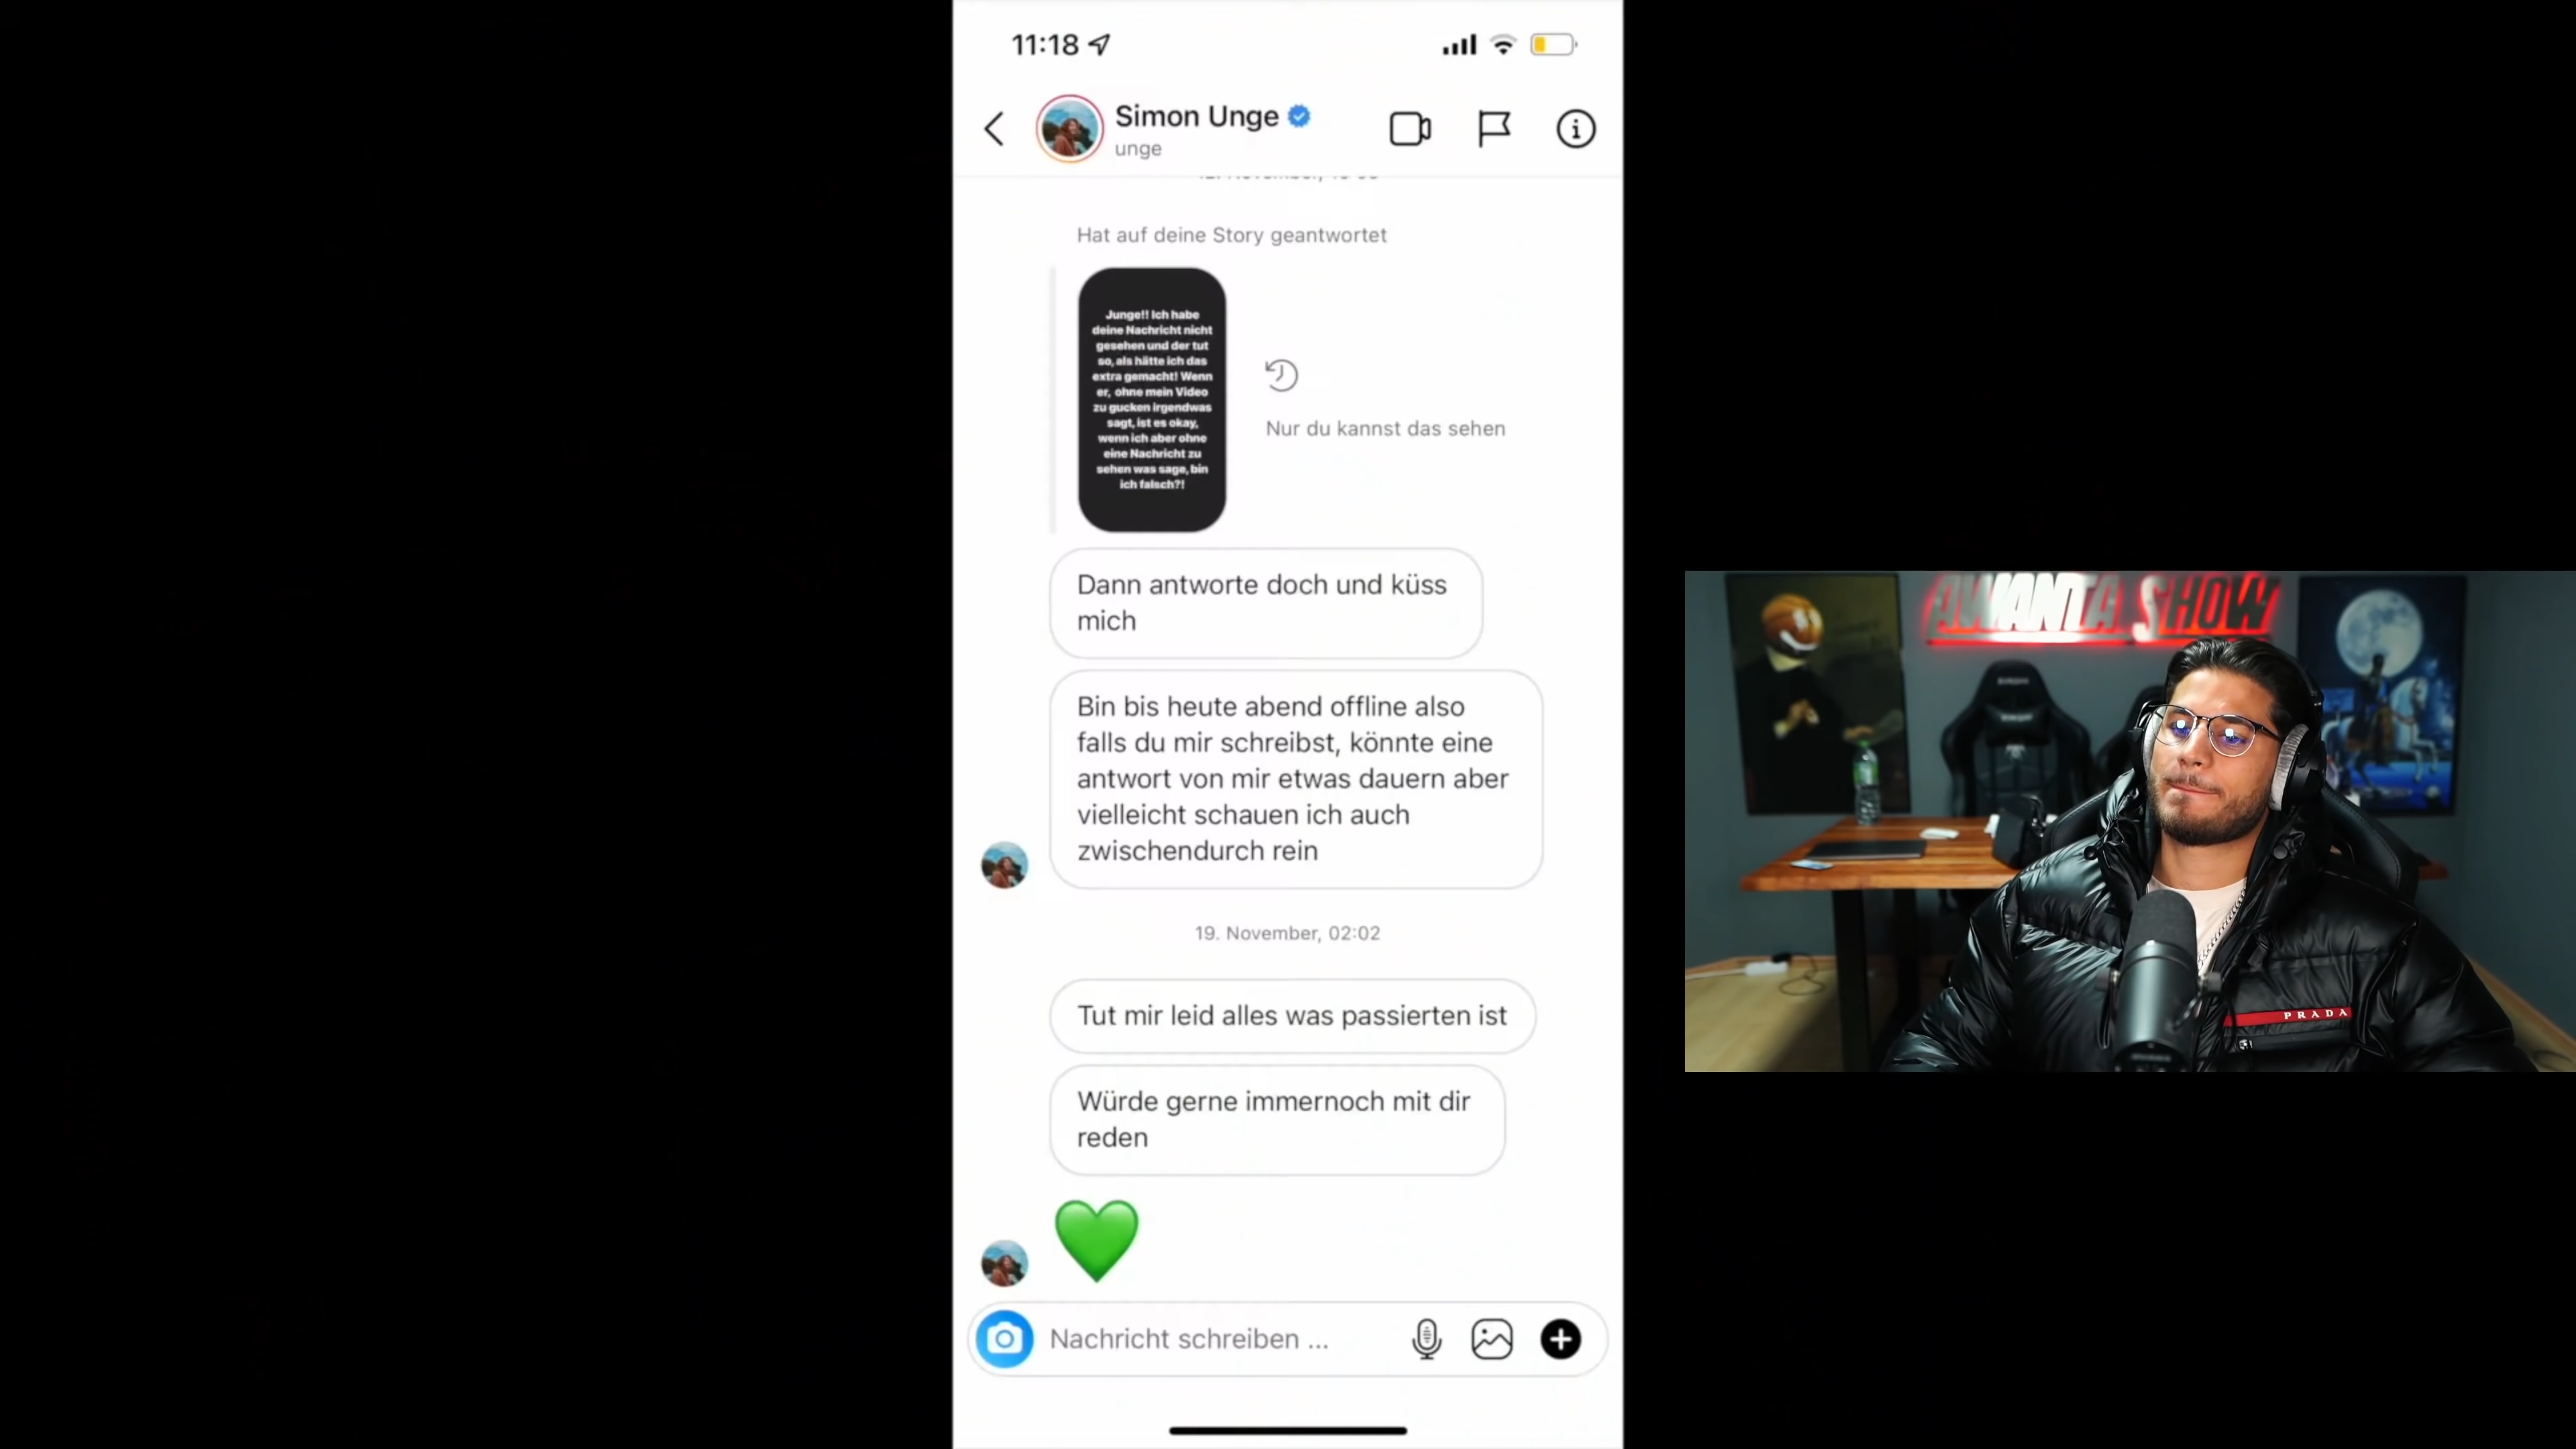 11:18
Simon Unge
unge
Hat auf deine Story geantwortet
Junge!! Ich habe
deine Nachricht nicht
gesehen und der tut
so, als hätte ich das
extra gemacht! Wenn
er, ohne mein Video
zu gucken irgendwas
sagt, ist es okay,
wenn ich aber ohne
eine Nachricht zu
sehen was sage, bin
ich falsch?!
Nur du kannst das sehen
Dann antworte doch und küss
mich
Bin bis heute abend offline also
falls du mir schreibst, könnte eine
antwort von mir etwas dauern aber
vielleicht schauen ich auch
zwischendurch rein
19. November, 02:02
Tut mir leid alles was passierten ist
Würde gerne immernoch mit dir
reden
Nachricht schreiben ...
AWANTA SHOW
PRADA